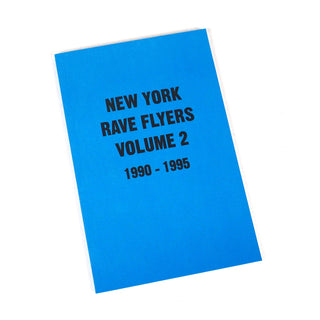 NEW YORK
RAVE FLYERS
VOLUME 2
1990 - 1995